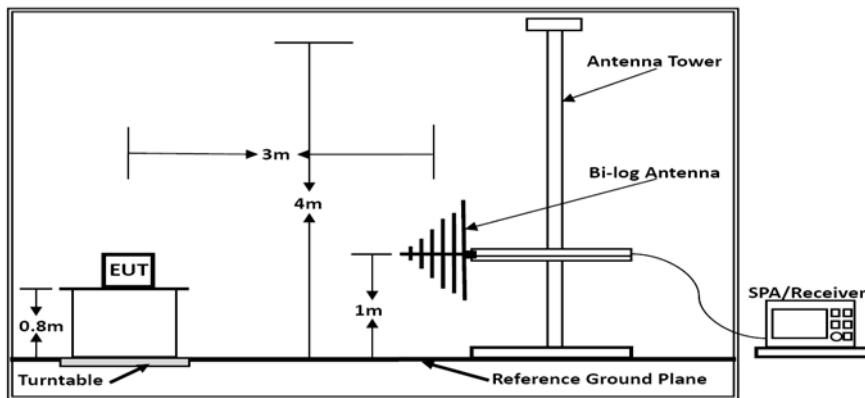 Antenna Tower
3m
Bi-log Antenna
4m
EUT
SPA/Receiver
1m
0.8m
Turntable
Reference Ground Plane